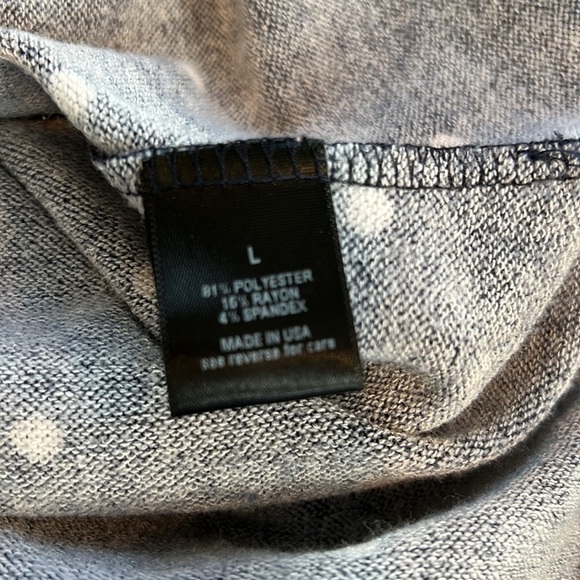 L
81% POLYESTER
15% RAYON
4% SPANDEX
MADE IN USA
see reverse for care